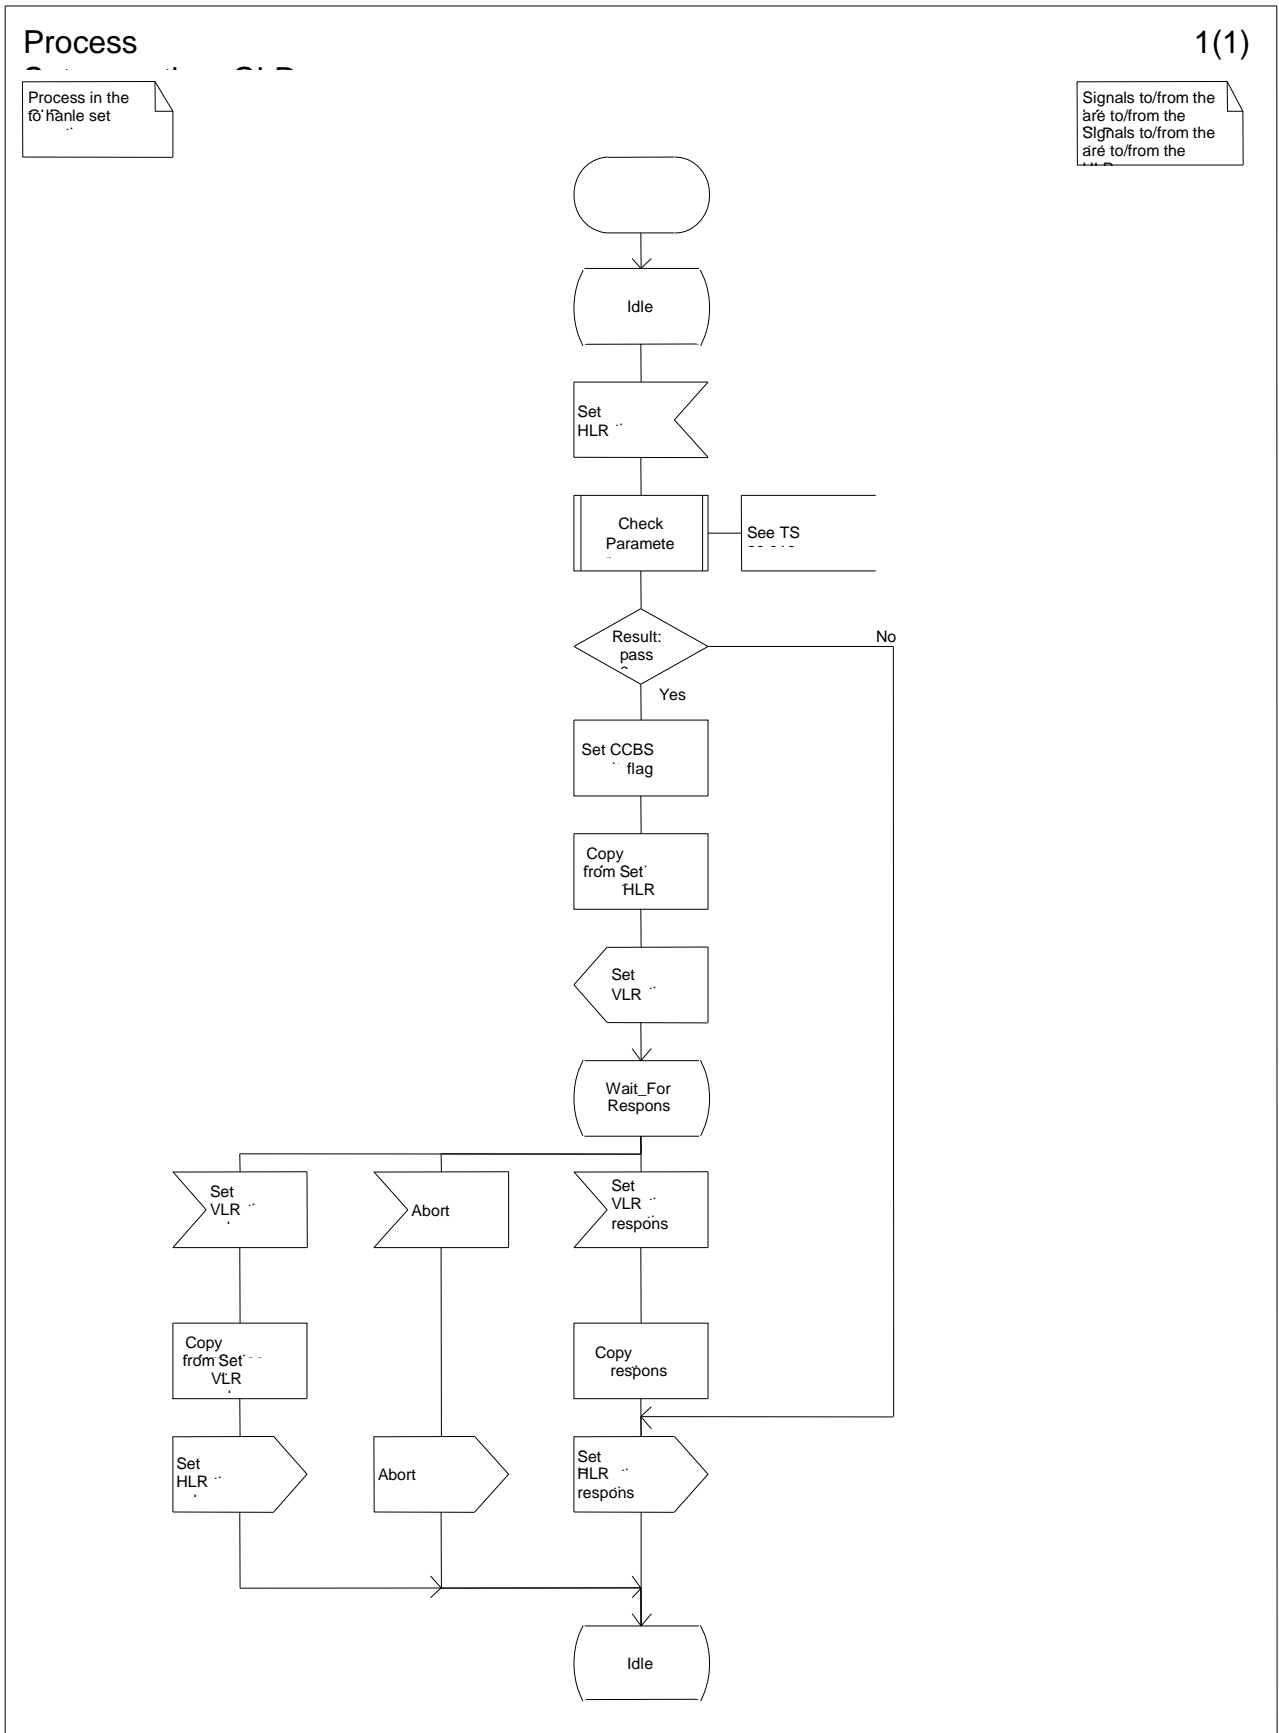 Process
1(1)
Process in the
to hanle set
Signals to/from the
are to/from the
Signals to/from the
are to/from the
Idle
Set
HLR
Check
Paramete
See TS
Result:
pass
No
Yes
Set CCBS
flag
Copy
from Set
HLR
Set
VLR
Wait_For
Respons
Set
VLR
Abort
Set
VLR
respons
Copy
from Set
VLR
Copy
respons
Set
HLR
Abort
Set
HLR
respons
Idle